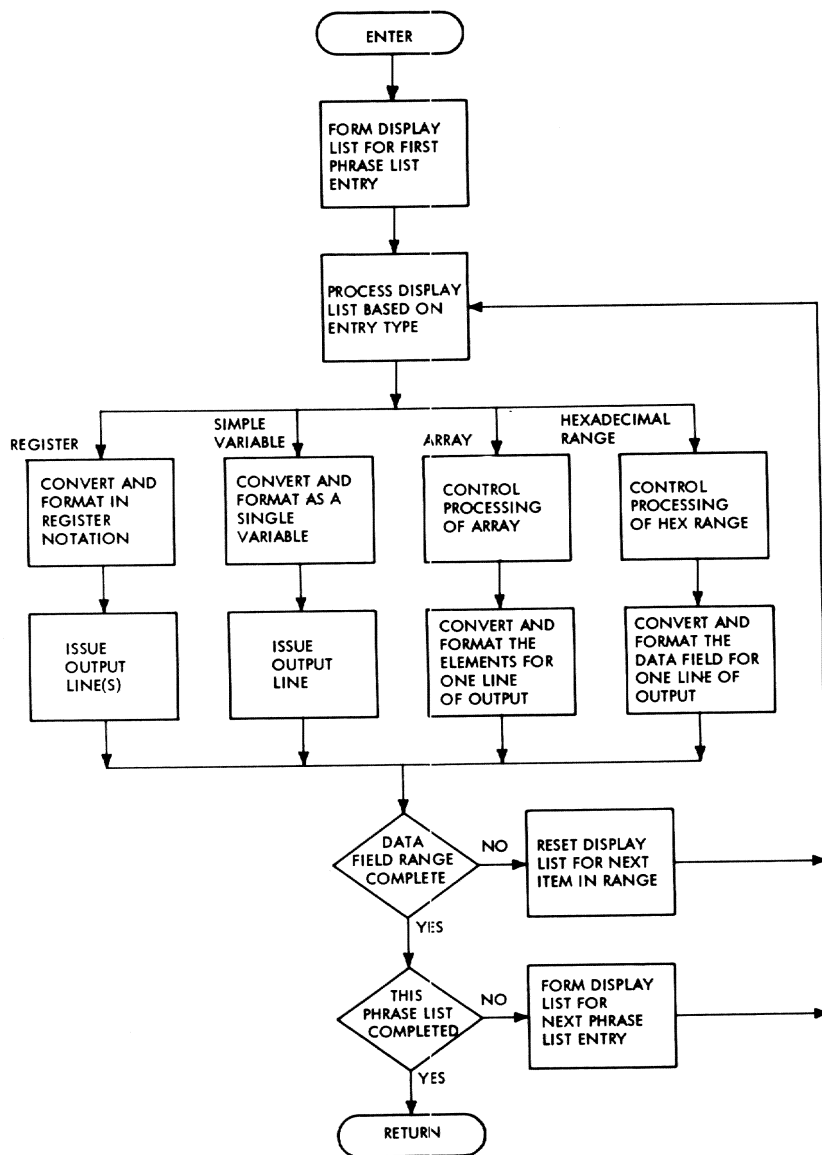 ENTER
FORM DISPLAY
LIST FOR FIRST
PHRASE LIST
ENTRY
PROCESS DISPLAY
LIST BASED ON
ENTRY TYPE
REGISTER
SIMPLE
VARIABLE
ARRAY
HEXADECIMAL
RANGE
CONVERT AND
FORMAT IN
REGISTER
NOTATION
CONVERT AND
FORMAT AS A
SINGLE
VARIABLE
CONTROL
PROCESSING
OF ARRAY
CONTROL
PROCESSING
OF HEX RANGE
ISSUE
OUTPUT
LINE(S)
ISSUE
OUTPUT
LINE
CONVERT AND
FORMAT THE
ELEMENTS FOR
ONE LINE
OF OUTPUT
CONVERT AND
FORMAT THE
DATA FIELD FOR
ONE LINE OF
OUTPUT
DATA
FIELD RANGE
COMPLETE
NO
RESET DISPLAY
LIST FOR NEXT
ITEM IN RANGE
YES
THIS
PHRASE LIST
COMPLETED
NO
FORM DISPLAY
LIST FOR
NEXT PHRASE
LIST ENTRY
YES
RETURN